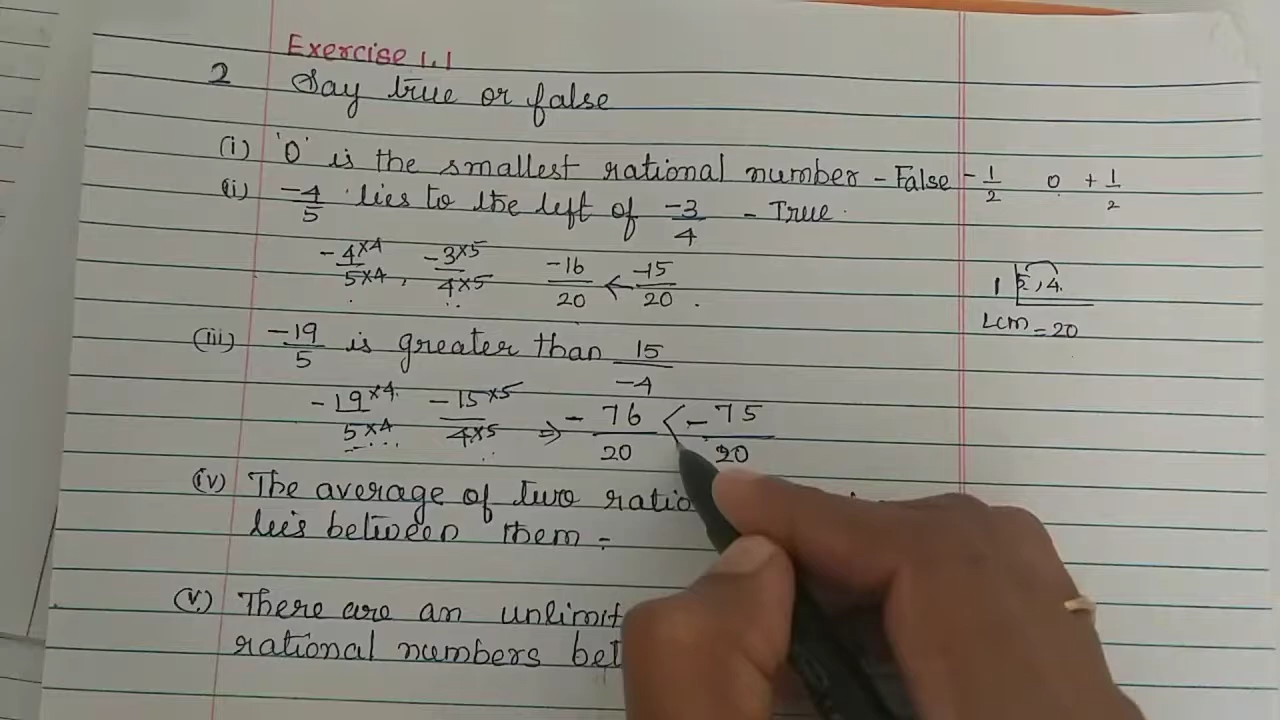 Exercise 1.1
2 Say true or false
(i) '0' is the smallest rational number - False -1/2 0 +1/2
(ii) -4/5 lies to the left of -3/4 - True.
-4×4/5×4, -3×5/4×5 -16/20 < -15/20 . 1 | 5, 4
LCM = 20
(iii) -19/5 is greater than 15/-4
-19×4/5×4 -15×5/4×5 ⇒ -76/20 < -75/20
(iv) The average of two
lies between them -
(v) There are an
rational numbers